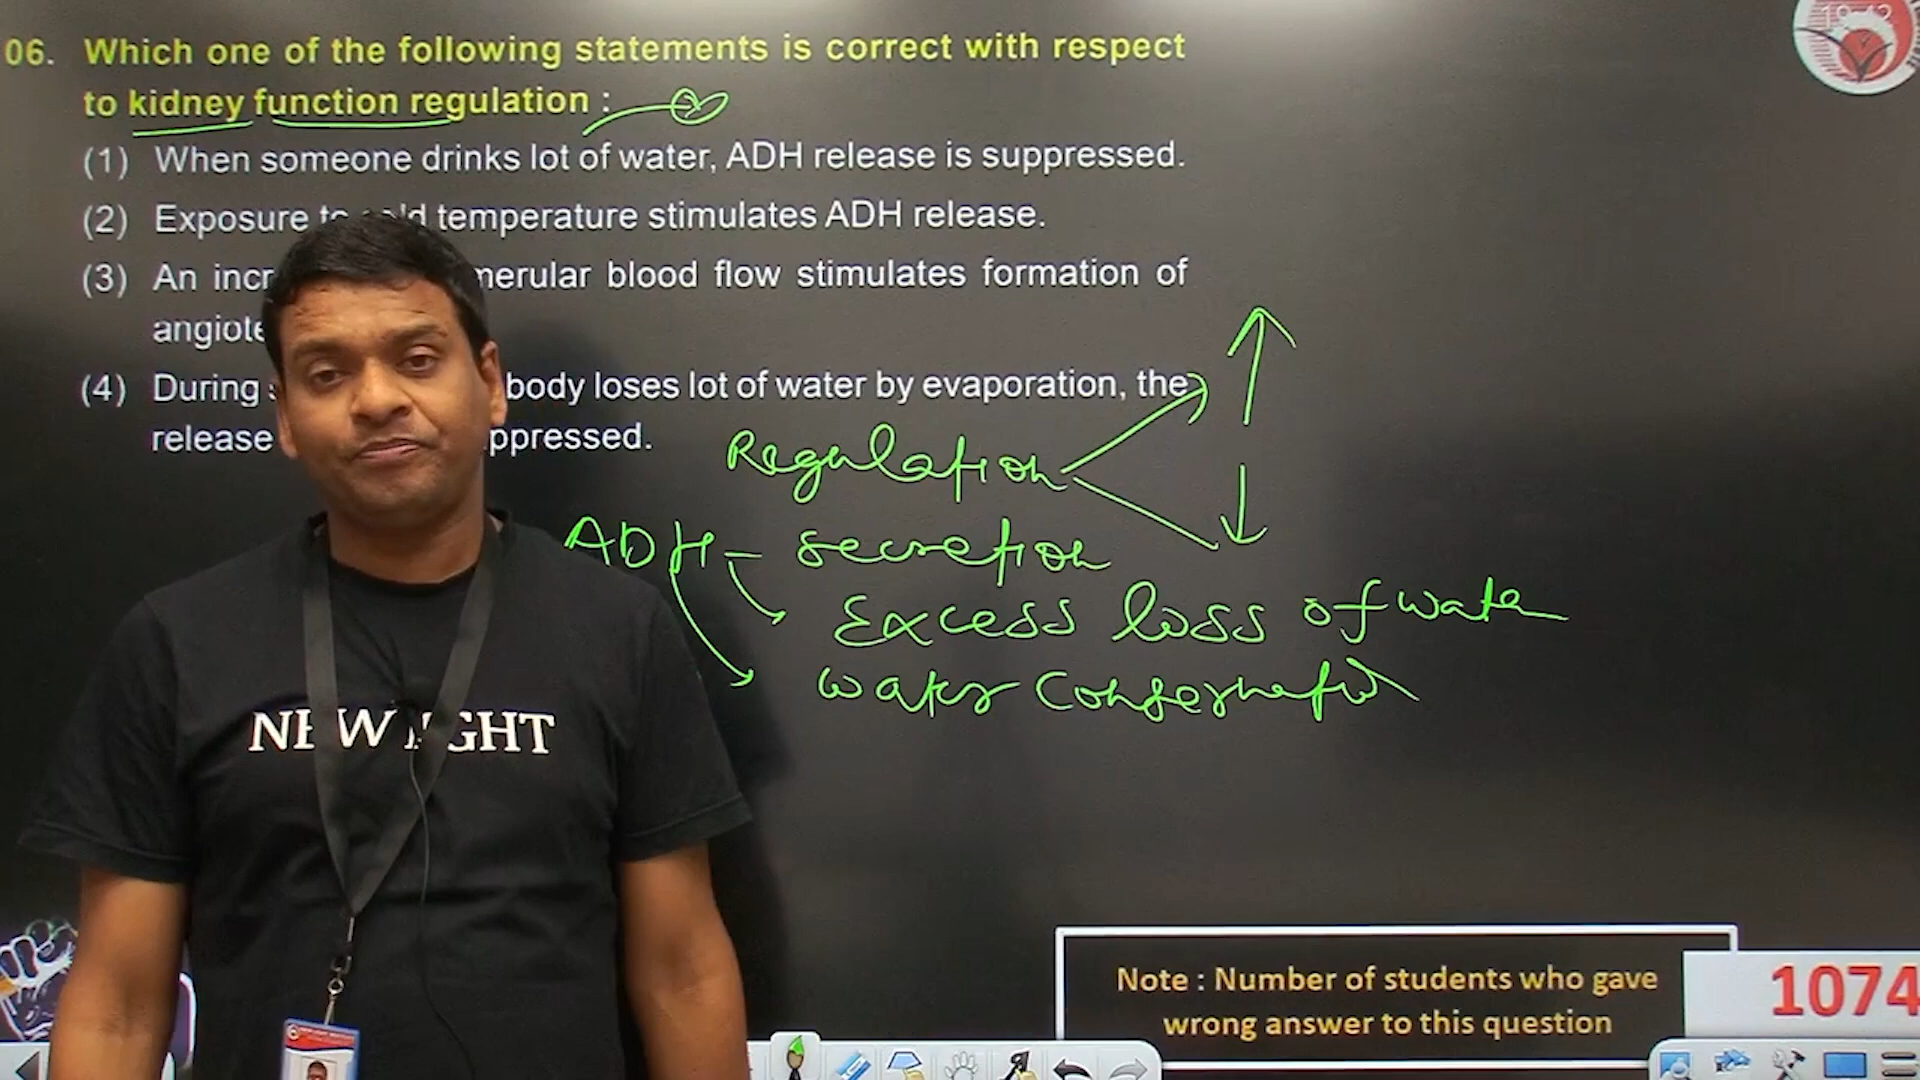 06. Which one of the following statements is correct with respect
to kidney function regulation :
(1) When someone drinks lot of water, ADH release is suppressed.
(2) Exposure to temperature stimulates ADH release.
(3) An merular blood flow stimulates formation of
(4) During body loses lot of water by evaporation, the
release ppressed.
Regulation
ADH - secretion
Excess loss of water
water
NE W GHT
Note : Number of students who gave
wrong answer to this question
1074